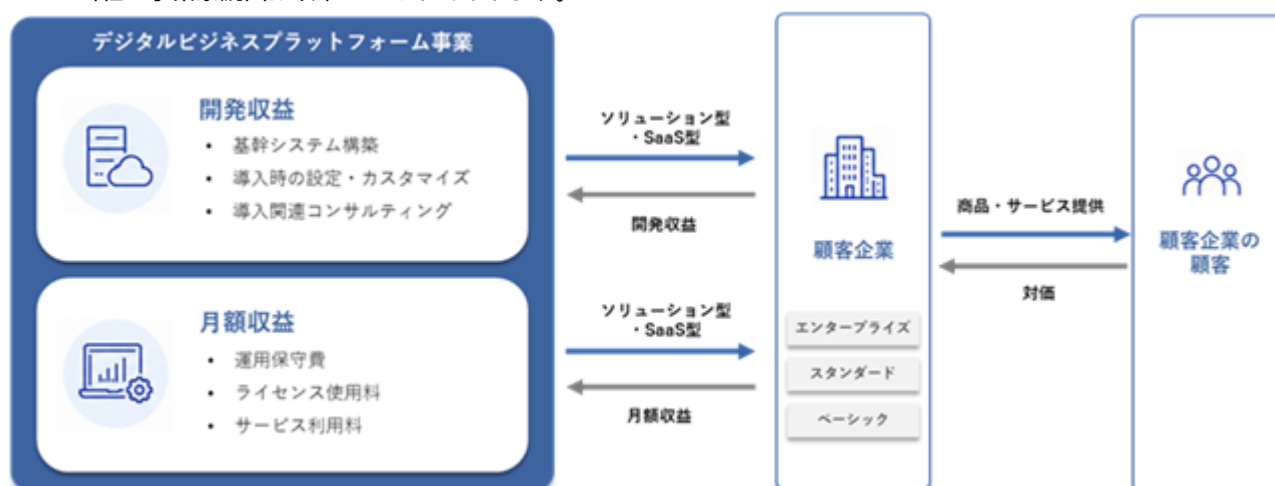 デジタルビジネスプラットフォーム事業
開発収益
• 基幹システム構築
• 導入時の設定・カスタマイズ
• 導入関連コンサルティング
ソリューション型
・SaaS型
開発収益
月額収益
• 運用保守費
• ライセンス使用料
• サービス利用料
ソリューション型
・SaaS型
月額収益
顧客企業
エンタープライズ
スタンダード
ベーシック
商品・サービス提供
対価
顧客企業の
顧客